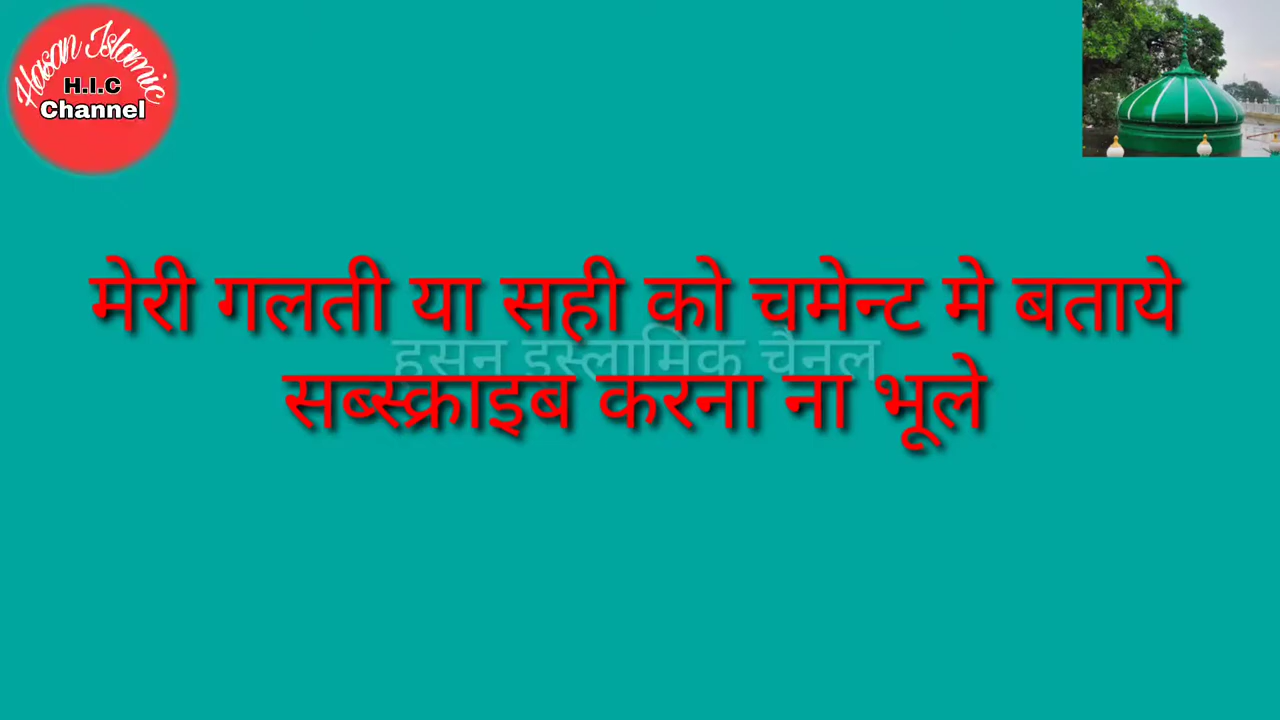 Hasan Islamic
H.I.C
Channel
मेरी गलती या सही को चमेन्ट मे बताये
हसन इस्लामिक चैनल
सब्स्क्राइब करना ना भूले